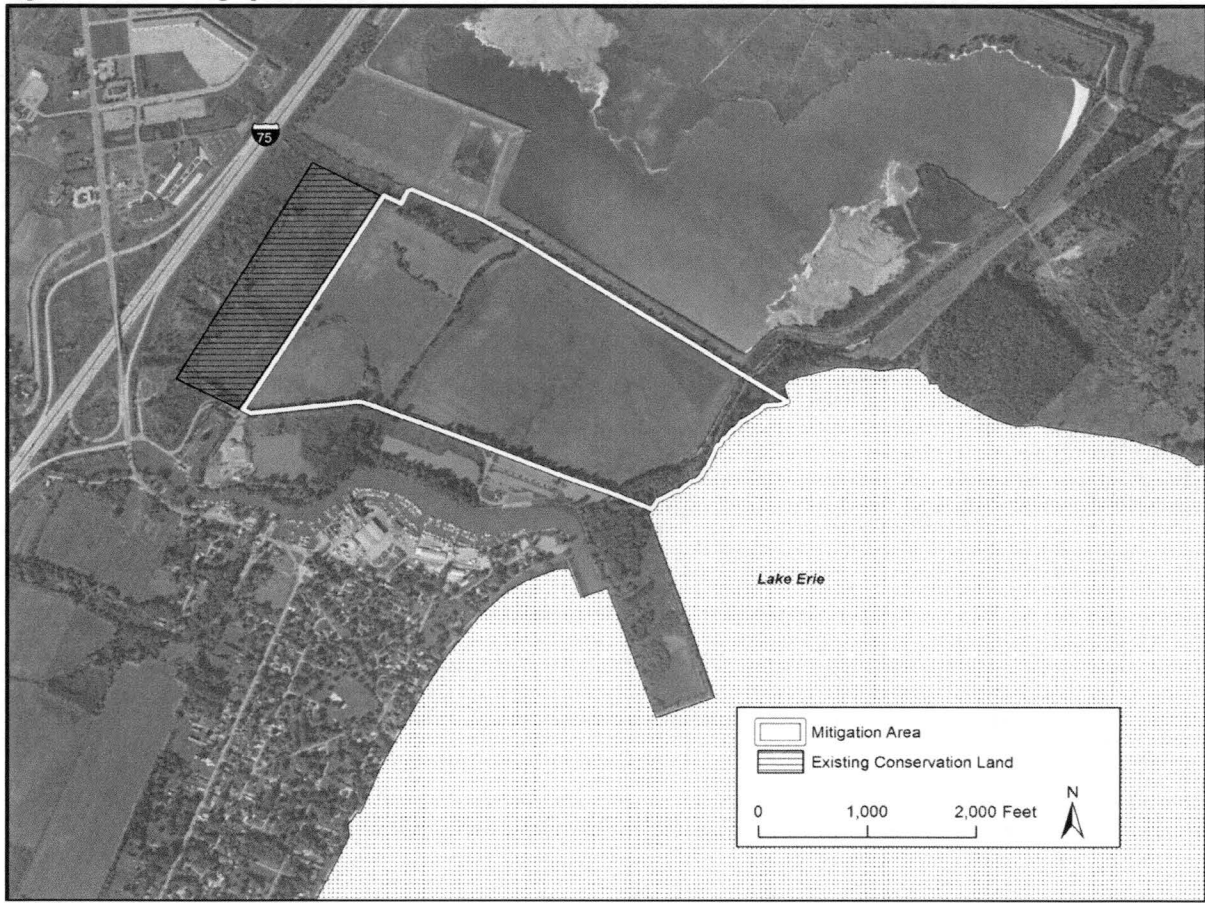 75
Lake Erie
Mitigation Area
Existing Conservation Land
N
0 1,000 2,000 Feet